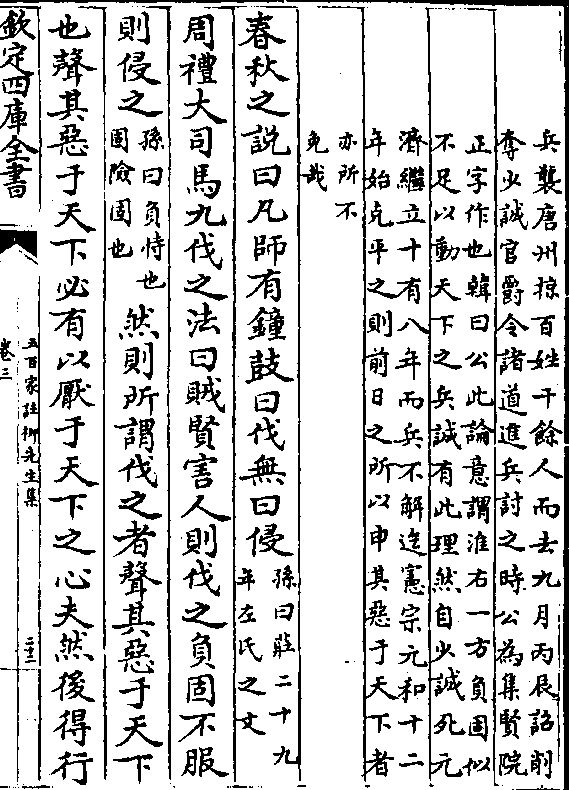 兵襲唐州掠百姓千餘人而去九月丙辰詔削
奪少誠官爵令諸道進兵討之時公為集賢院
正字作也韓曰公此論意謂淮右一方負固似
不足以動天下之兵誠有此理然自少誠死元
濟繼立十有八年而兵不解迄憲宗元和十二
年始克平之則前日之所以申其惡于天下者
亦所不
免哉
春秋之說曰凡師有鐘鼓曰伐無曰侵
孫曰莊二十九
年左氏之文
周禮大司馬九伐之法曰賊賢害人則伐之負固不服
則侵之
孫曰負恃也
固險固也
然則所謂伐之者聲其惡于天下
也聲其惡于天下必有以厭于天下之心夫然後得行
欽定四庫全書
五百家註柳先生集
卷三
二十三